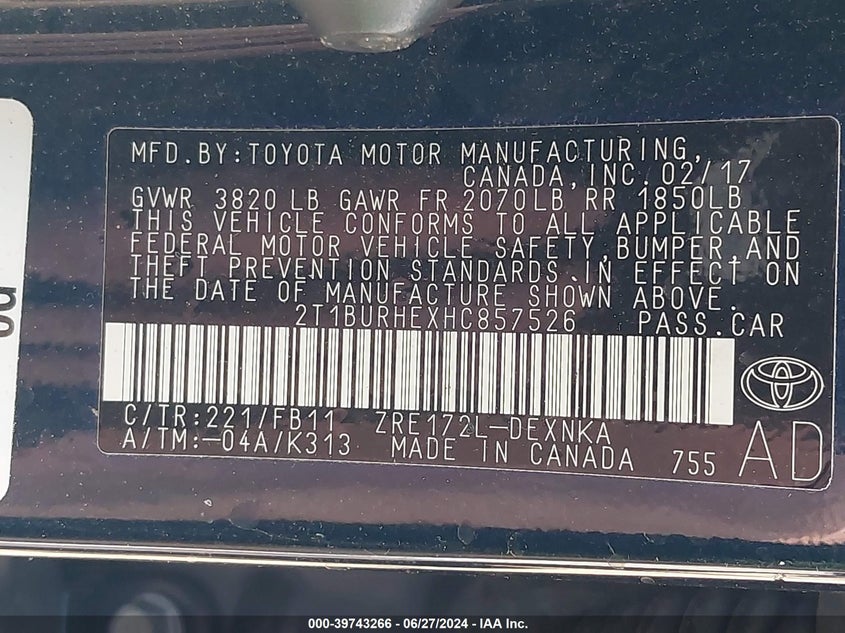 MFD.BY:TOYOTA MOTOR MANUFACTURING,
CANADA,INC.02/17
GVWR 3820 LB GAWR FR 2070LB RR 1850LB
THIS VEHICLE CONFORMS TO ALL APPLICABLE
FEDERAL MOTOR VEHICLE SAFETY,BUMPER,AND
THEFT PREVENTION STANDARDS.IN EFFECT ON
THE DATE OF MANUFACTURE SHOWN ABOVE.
2T1BURHEXHC857526 PASS.CAR
C/TR:221/FB11 ZRE172L-DEXNKA
A/TM:-04A/K313 MADE IN CANADA 755 AD
000-39743266 - 06/27/2024 - IAA Inc.